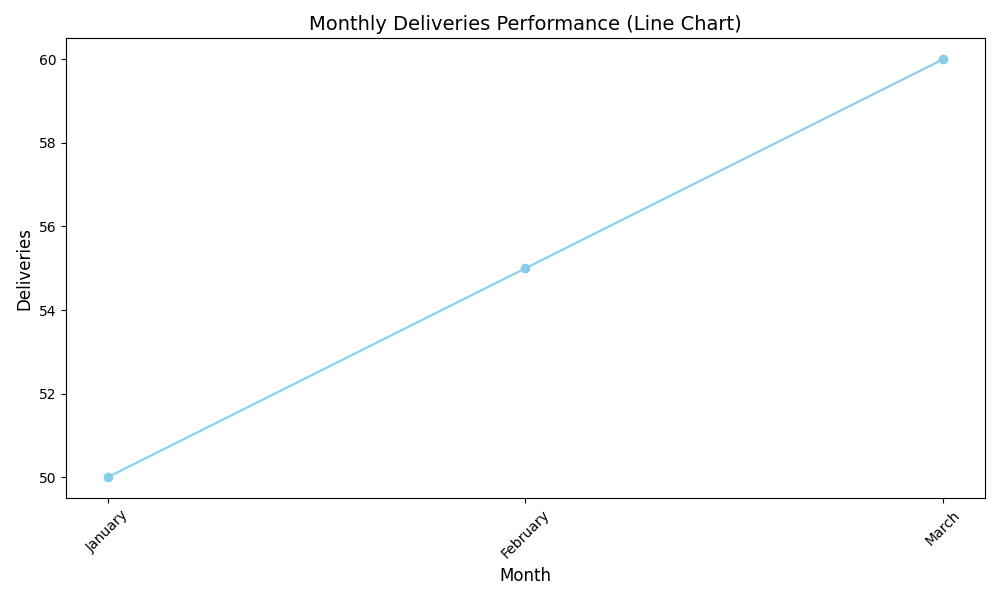 Monthly Deliveries Performance (Line Chart)
60
58
56
54
52
50
Deliveries
January
February
March
Month